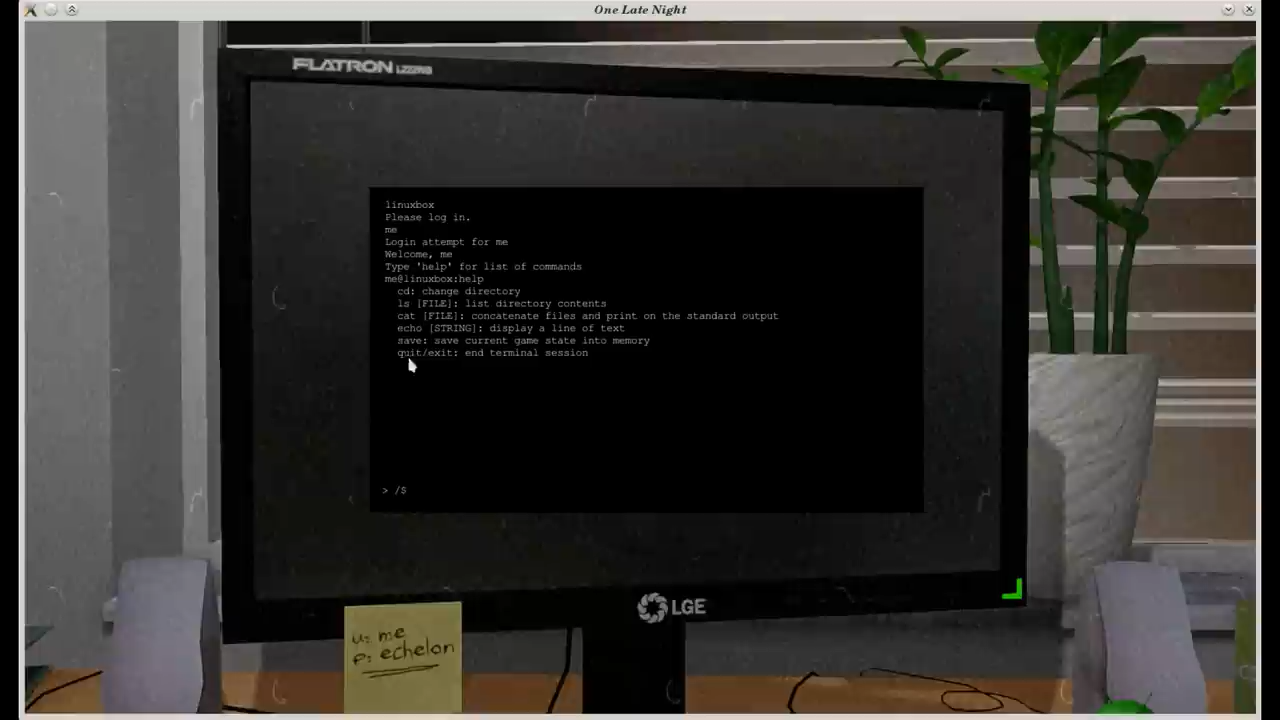 One Late Night
FLATRON
linuxbox
Please log in.
me
Login attempt for me
Welcome, me
Type 'help' for list of commands
me@linuxbox:help
cd: change directory
ls [FILE]: list directory contents
cat [FILE]: concatenate files and print on the standard output
echo [STRING]: display a line of text
save: save current game state into memory
quit/exit: end terminal session
> /$
LGE
u: me
p: echelon